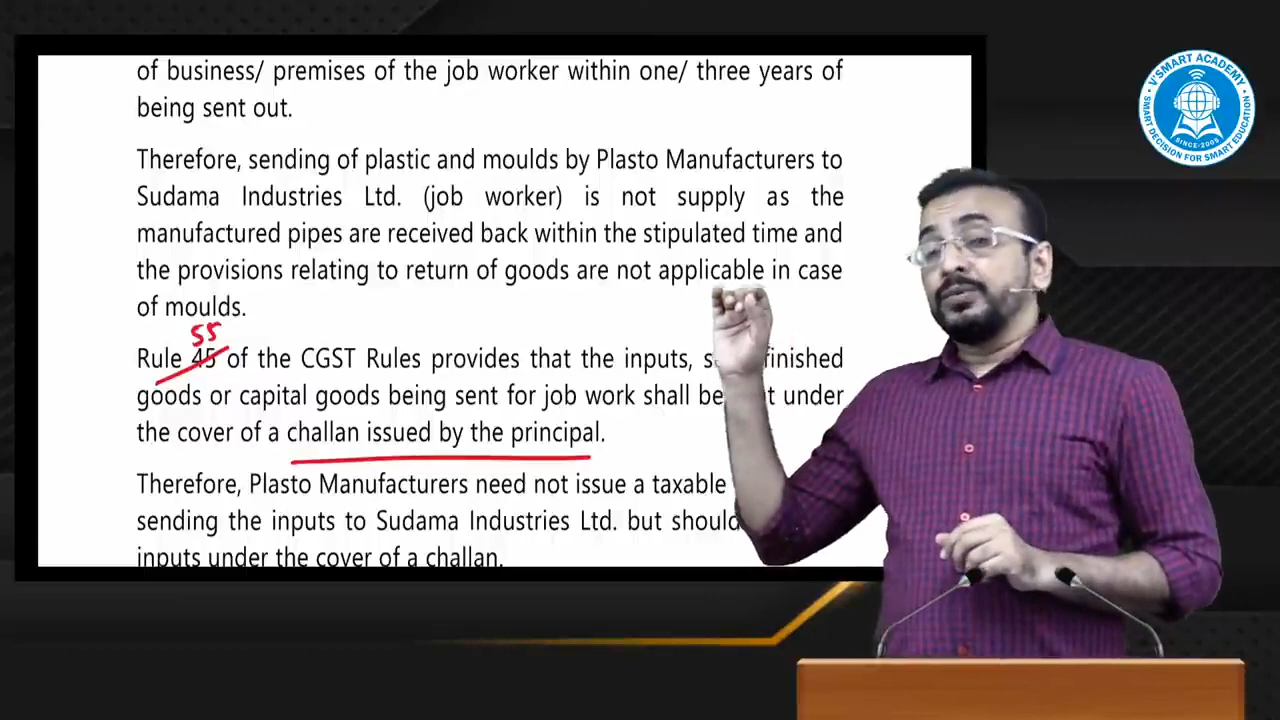 of business/ premises of the job worker within one/ three years of
being sent out.
Therefore, sending of plastic and moulds by Plasto Manufacturers to
Sudama Industries Ltd. (job worker) is not supply as the
manufactured pipes are received back within the stipulated time and
the provisions relating to return of goods are not applicable in case
of moulds.
55
Rule 45 of the CGST Rules provides that the inputs, finished
goods or capital goods being sent for job work shall be under
the cover of a challan issued by the principal.
Therefore, Plasto Manufacturers need not issue a taxable
sending the inputs to Sudama Industries Ltd. but should
inputs under the cover of a challan.
V'SMART ACADEMY
SMART DECISION FOR SMART EDUCATION
SINCE-2009